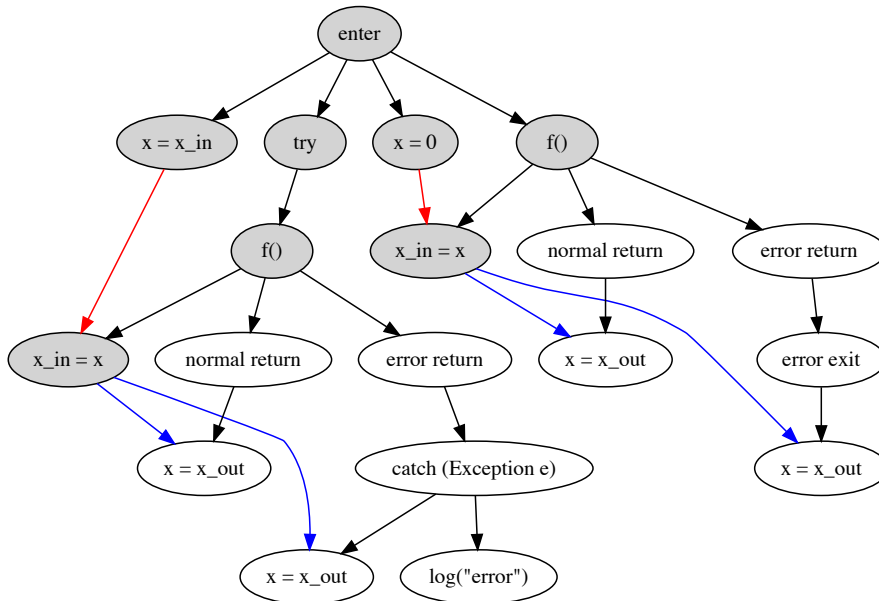 enter
x = x_in
try
x = 0
f()
f()
x_in = x
normal return
error return
x_in = x
normal return
error return
x = x_out
error exit
x = x_out
catch (Exception e)
x = x_out
x = x_out
log("error")